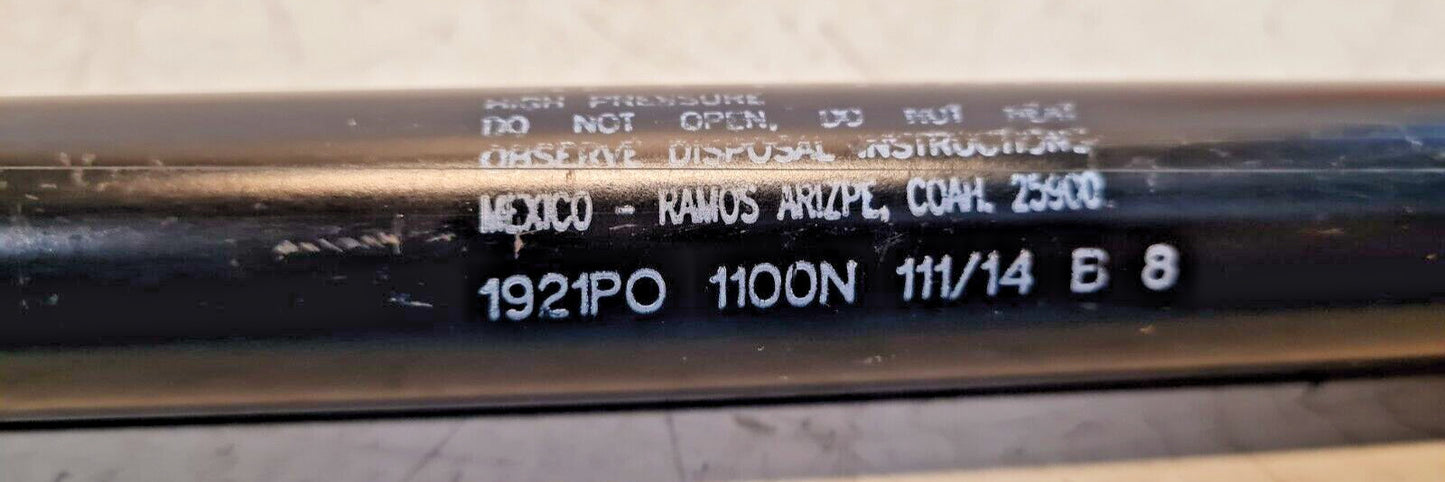 HIGH PRESSURE
DO NOT OPEN, DO NOT HEAT
OBSERVE DISPOSAL INSTRUCTIONS
MEXICO - RAMOS ARIZPE, COAH. 25900
1921PO 1100N 111/14 B 8